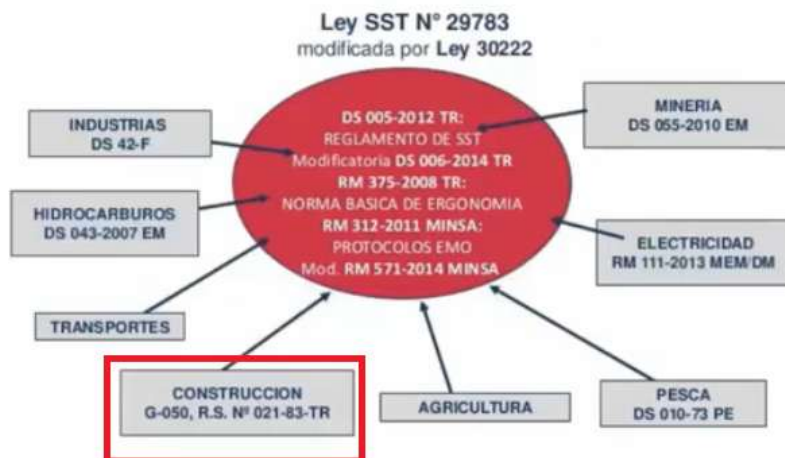 Ley SST N° 29783
modificada por Ley 30222
DS 005-2012 TR:
REGLAMENTO DE SST
Modificatoria DS 006-2014 TR
RM 375-2008 TR:
NORMA BASICA DE ERGONOMIA
RM 312-2011 MINSA:
PROTOCOLOS EMO
Mod. RM 571-2014 MINSA
INDUSTRIAS
DS 42-F
MINERIA
DS 055-2010 EM
HIDROCARBUROS
DS 043-2007 EM
ELECTRICIDAD
RM 111-2013 MEM/DM
TRANSPORTES
CONSTRUCCION
G-050, R.S. Nº 021-83-TR
AGRICULTURA
PESCA
DS 010-73 PE